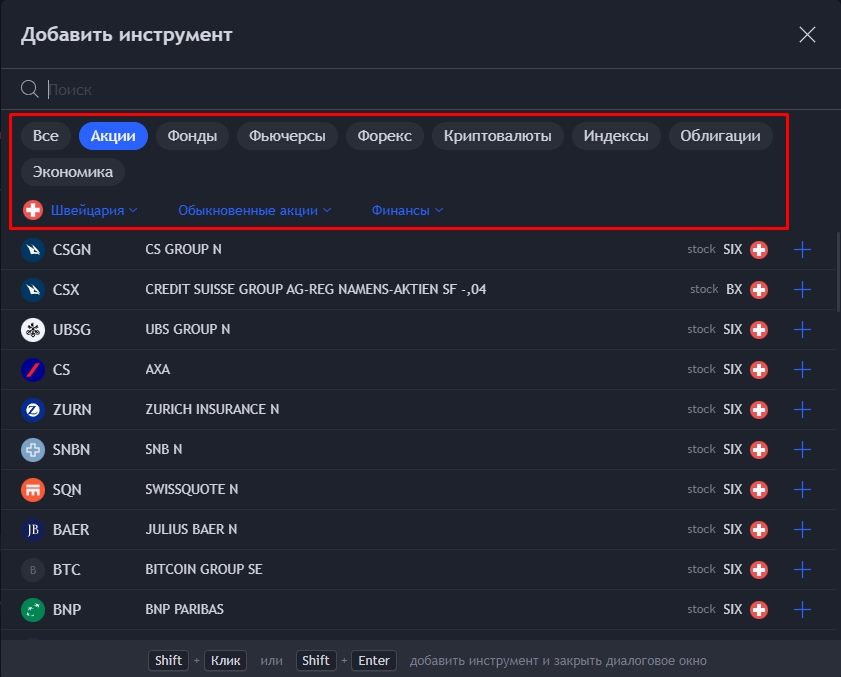 Добавить инструмент
Поиск
Все Акции Фонды Фьючерсы Форекс Криптовалюты Индексы Облигации
Экономика
Швейцария Обыкновенные акции Финансы
CSGN CS GROUP N stock SIX
CSX CREDIT SUISSE GROUP AG-REG NAMENS-AKTIEN SF -,04 stock BX
UBSG UBS GROUP N stock SIX
CS AXA stock SIX
Z ZURN ZURICH INSURANCE N stock SIX
SNBN SNB N stock SIX
SQN SWISSQUOTE N stock SIX
JB BAER JULIUS BAER N stock SIX
B BTC BITCOIN GROUP SE stock SIX
BNP BNP PARIBAS stock SIX
Shift + Клик или Shift + Enter добавить инструмент и закрыть диалоговое окно